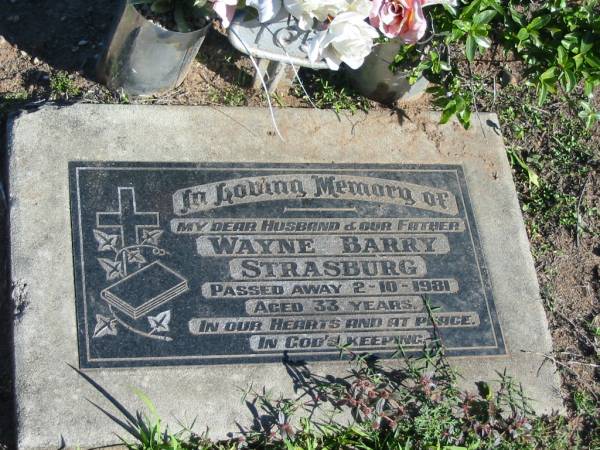 In Loving Memory of
MY DEAR HUSBAND & OUR FATHER
WAYNE BARRY
STRASBURG
PASSED AWAY 2-10-1981
AGED 33 YEARS.
IN OUR HEARTS AND AT PEACE.
IN GOD'S KEEPING.